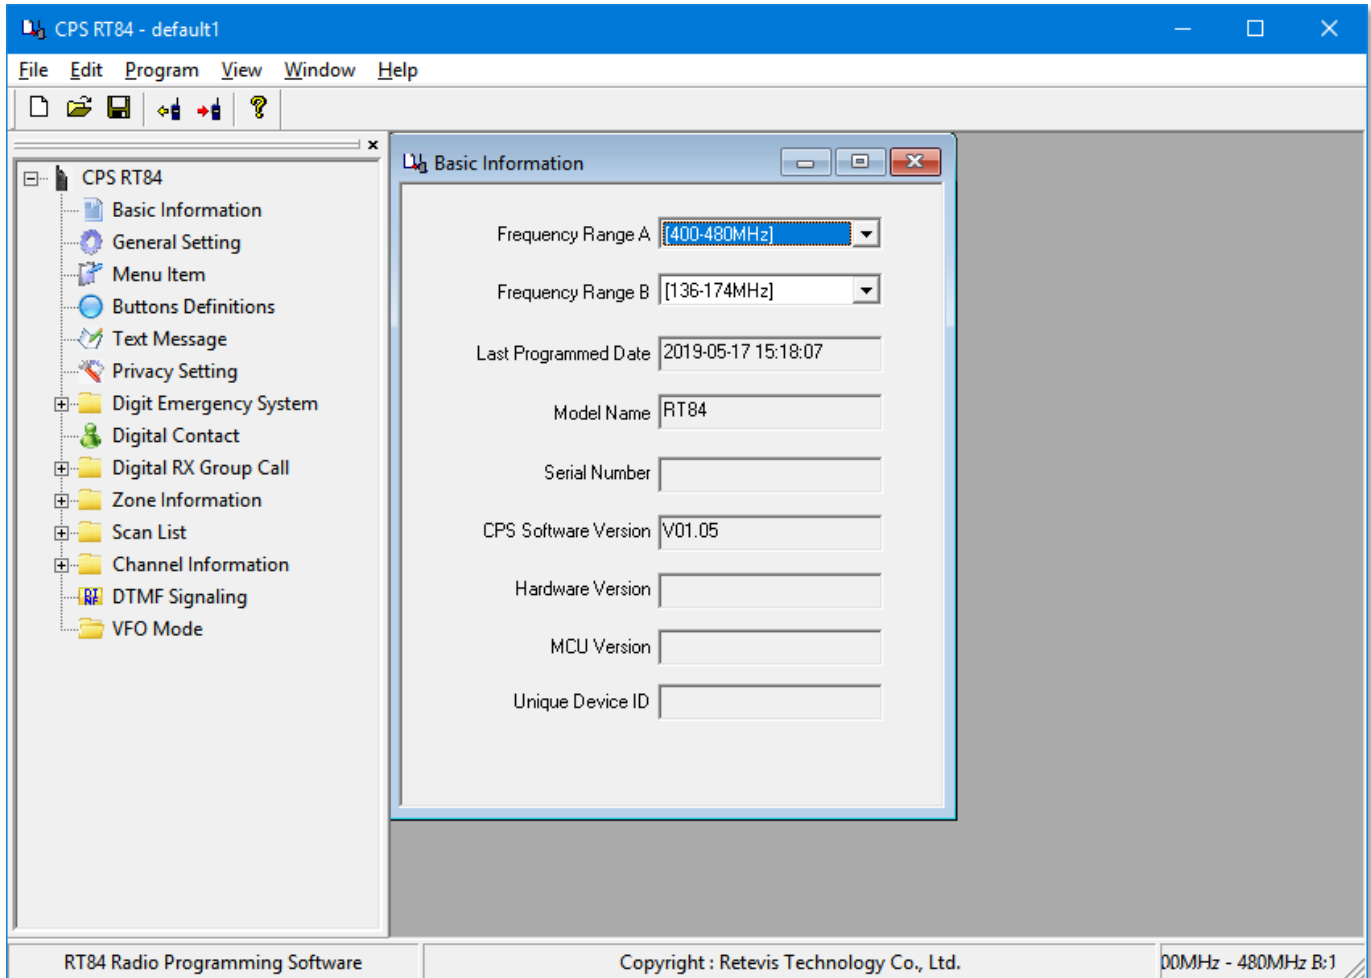 CPS RT84 - default1
File Edit Program View Window Help
CPS RT84
Basic Information
General Setting
Menu Item
Buttons Definitions
Text Message
Privacy Setting
Digit Emergency System
Digital Contact
Digital RX Group Call
Zone Information
Scan List
Channel Information
DTMF Signaling
VFO Mode
Basic Information
Frequency Range A [400-480MHz]
Frequency Range B [136-174MHz]
Last Programmed Date 2019-05-17 15:18:07
Model Name RT84
Serial Number
CPS Software Version V01.05
Hardware Version
MCU Version
Unique Device ID
RT84 Radio Programming Software
Copyright : Retevis Technology Co., Ltd.
00MHz - 480MHz B:1